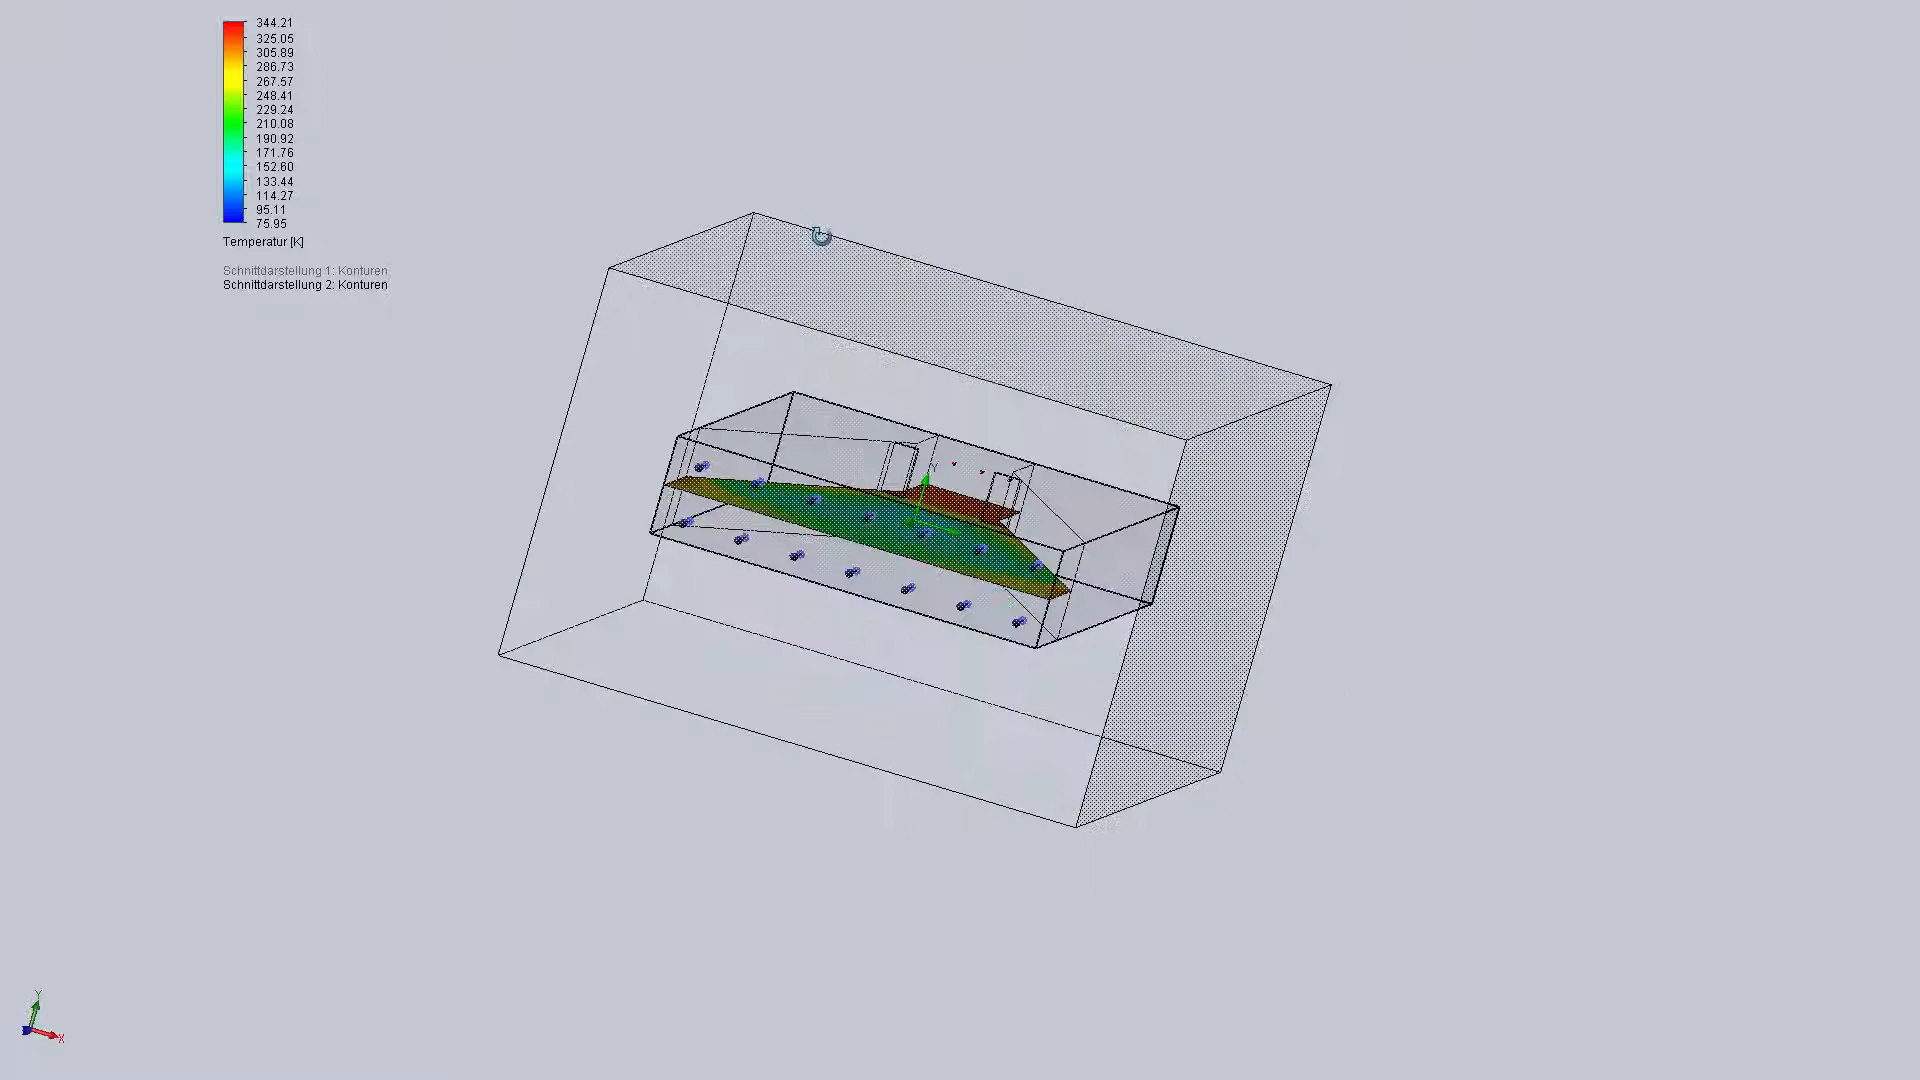 344.21
325.05
305.89
286.73
267.57
248.41
229.24
210.08
190.92
171.76
152.60
133.44
114.27
95.11
75.95
Temperatur [K]
Schnittdarstellung 1: Konturen
Schnittdarstellung 2: Konturen
Y
Y
X